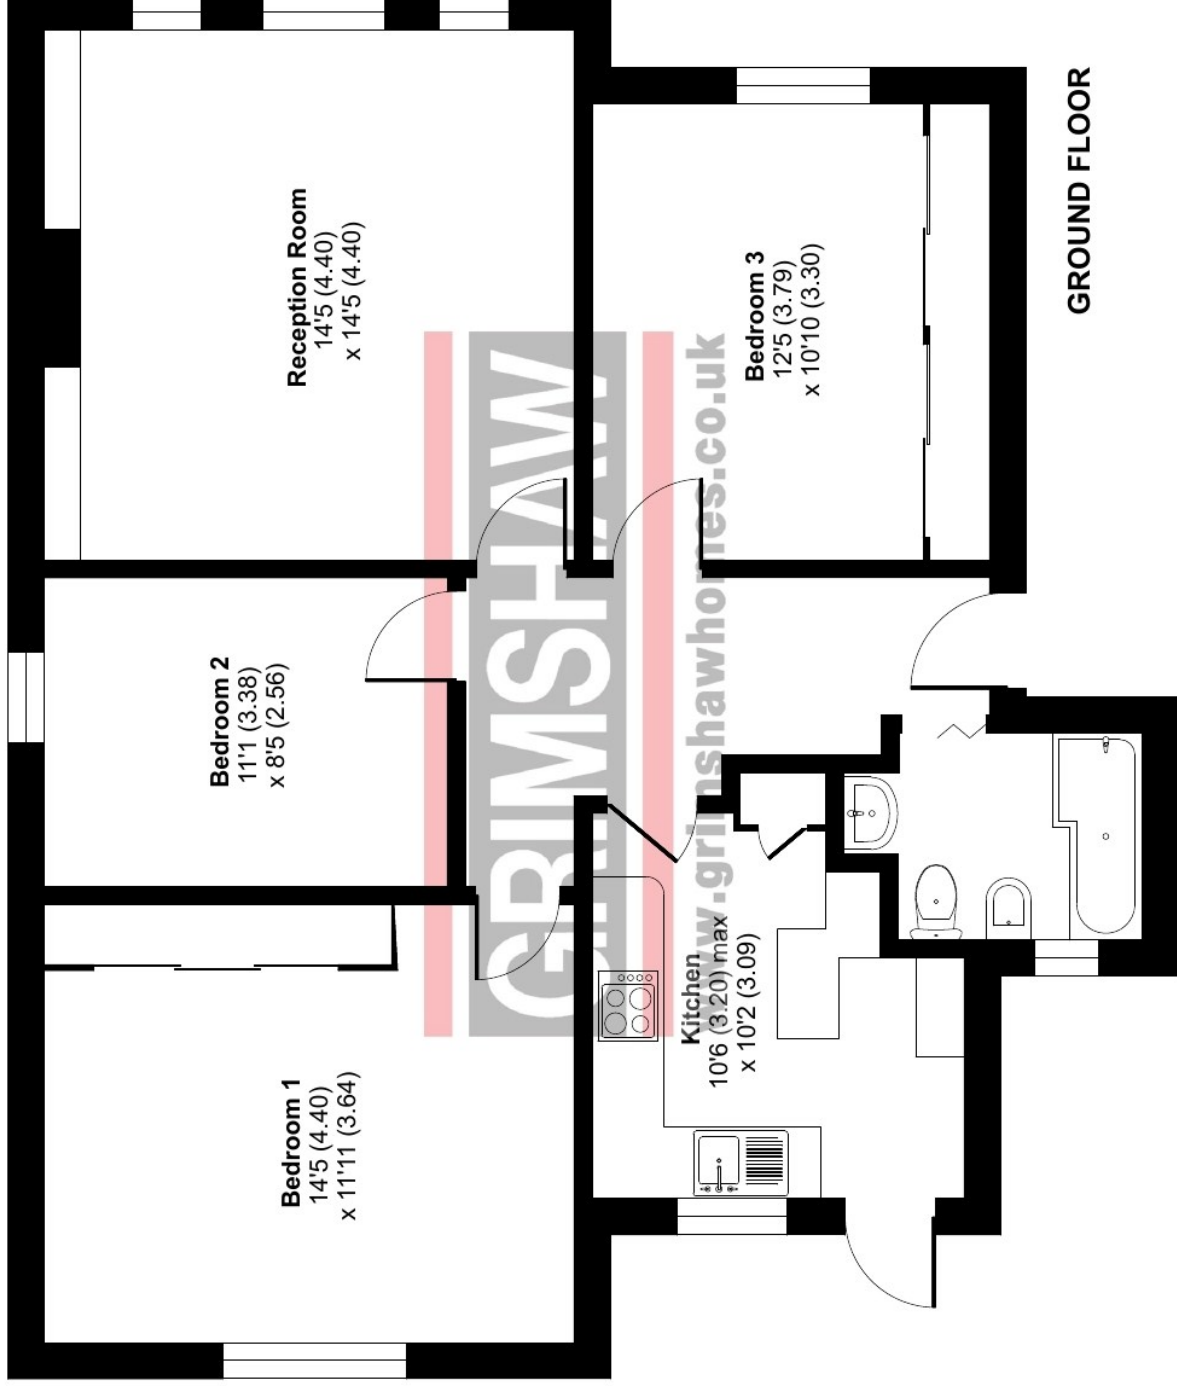 Reception Room
14'5 (4.40)
x 14'5 (4.40)
Bedroom 3
12'5 (3.79)
x 10'10 (3.30)
GROUND FLOOR
Bedroom 2
11'1 (3.38)
x 8'5 (2.56)
Bedroom 1
14'5 (4.40)
x 11'11 (3.64)
Kitchen
10'6 (3.20) max
x 10'2 (3.09)
GRIMSHAW
www.grimshawhomes.co.uk